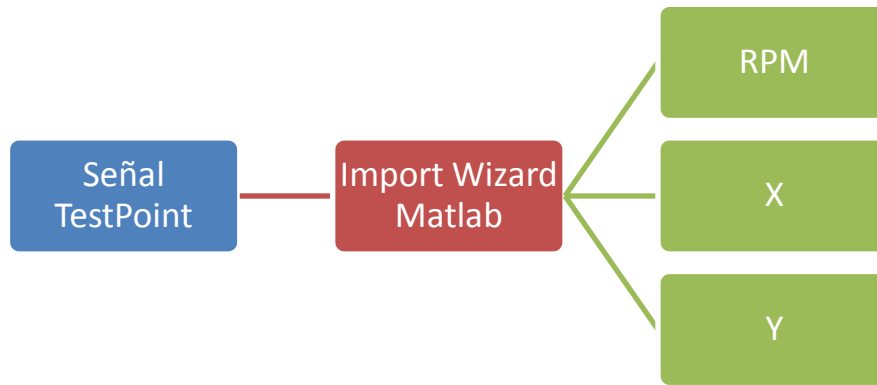 Señal
TestPoint
Import Wizard
Matlab
RPM
X
Y